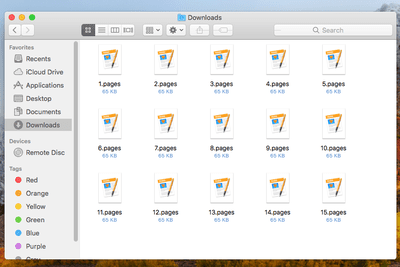 Downloads
Search
Favorites
Recents
iCloud Drive
Applications
Desktop
Documents
Downloads
Devices
Remote Disc
Tags
Red
Orange
Yellow
Green
Blue
Purple
Gray
1.pages 2.pages 3.pages 4.pages 5.pages
65 KB 65 KB 65 KB 65 KB 65 KB
6.pages 7.pages 8.pages 9.pages 10.pages
65 KB 65 KB 65 KB 65 KB 65 KB
11.pages 12.pages 13.pages 14.pages 15.pages
65 KB 65 KB 65 KB 65 KB 65 KB